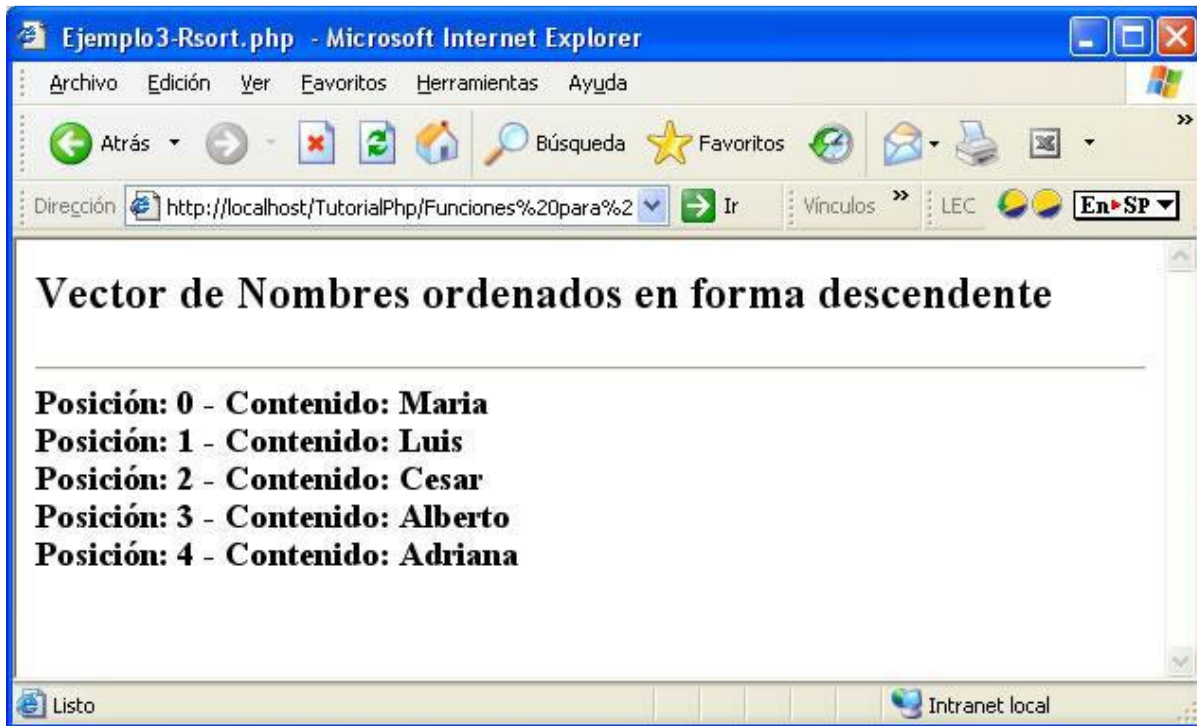 Ejemplo3-Rsort.php - Microsoft Internet Explorer
Archivo Edición Ver Favoritos Herramientas Ayuda
Atrás Búsqueda Favoritos
Dirección http://localhost/TutorialPhp/Funciones%20para%2 Ir Vínculos » LEC En▸SP
Vector de Nombres ordenados en forma descendente
Posición: 0 - Contenido: Maria
Posición: 1 - Contenido: Luis
Posición: 2 - Contenido: Cesar
Posición: 3 - Contenido: Alberto
Posición: 4 - Contenido: Adriana
Listo Intranet local